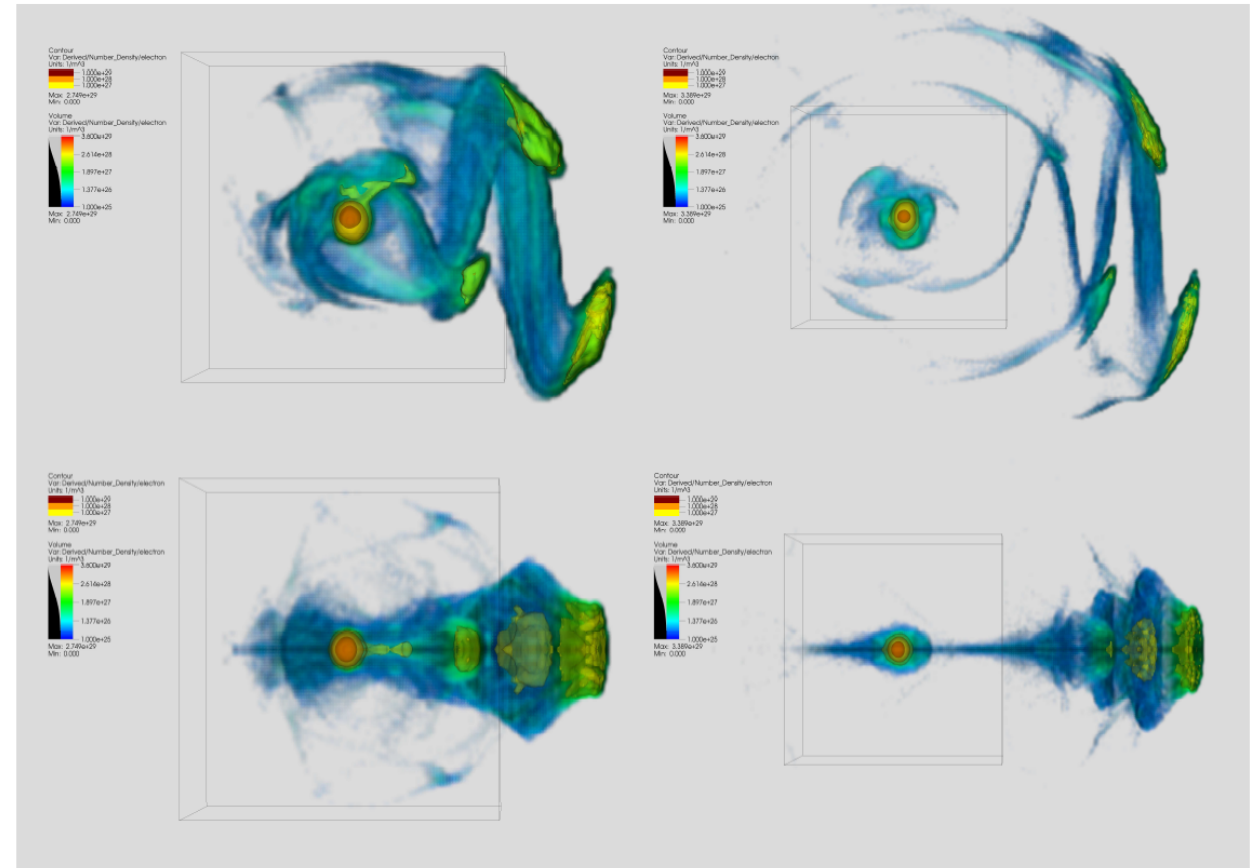 Contour
Var: Derived/Number_Density/electron
Units: 1/m^3
1.000e+29
1.000e+28
1.000e+27
Max: 2.749e+29
Min: 0.000
Volume
Var: Derived/Number_Density/electron
Units: 1/m^3
3.600e+29
2.614e+28
1.897e+27
1.377e+26
1.000e+25
Max: 2.749e+29
Min: 0.000
Contour
Var: Derived/Number_Density/electron
Units: 1/m^3
1.000e+29
1.000e+28
1.000e+27
Max: 3.389e+29
Min: 0.000
Volume
Var: Derived/Number_Density/electron
Units: 1/m^3
3.600e+29
2.614e+28
1.897e+27
1.377e+26
1.000e+25
Max: 3.389e+29
Min: 0.000
Contour
Var: Derived/Number_Density/electron
Units: 1/m^3
1.000e+29
1.000e+28
1.000e+27
Max: 2.749e+29
Min: 0.000
Volume
Var: Derived/Number_Density/electron
Units: 1/m^3
3.600e+29
2.614e+28
1.897e+27
1.377e+26
1.000e+25
Max: 2.749e+29
Min: 0.000
Contour
Var: Derived/Number_Density/electron
Units: 1/m^3
1.000e+29
1.000e+28
1.000e+27
Max: 3.389e+29
Min: 0.000
Volume
Var: Derived/Number_Density/electron
Units: 1/m^3
3.600e+29
2.614e+28
1.897e+27
1.377e+26
1.000e+25
Max: 3.389e+29
Min: 0.000